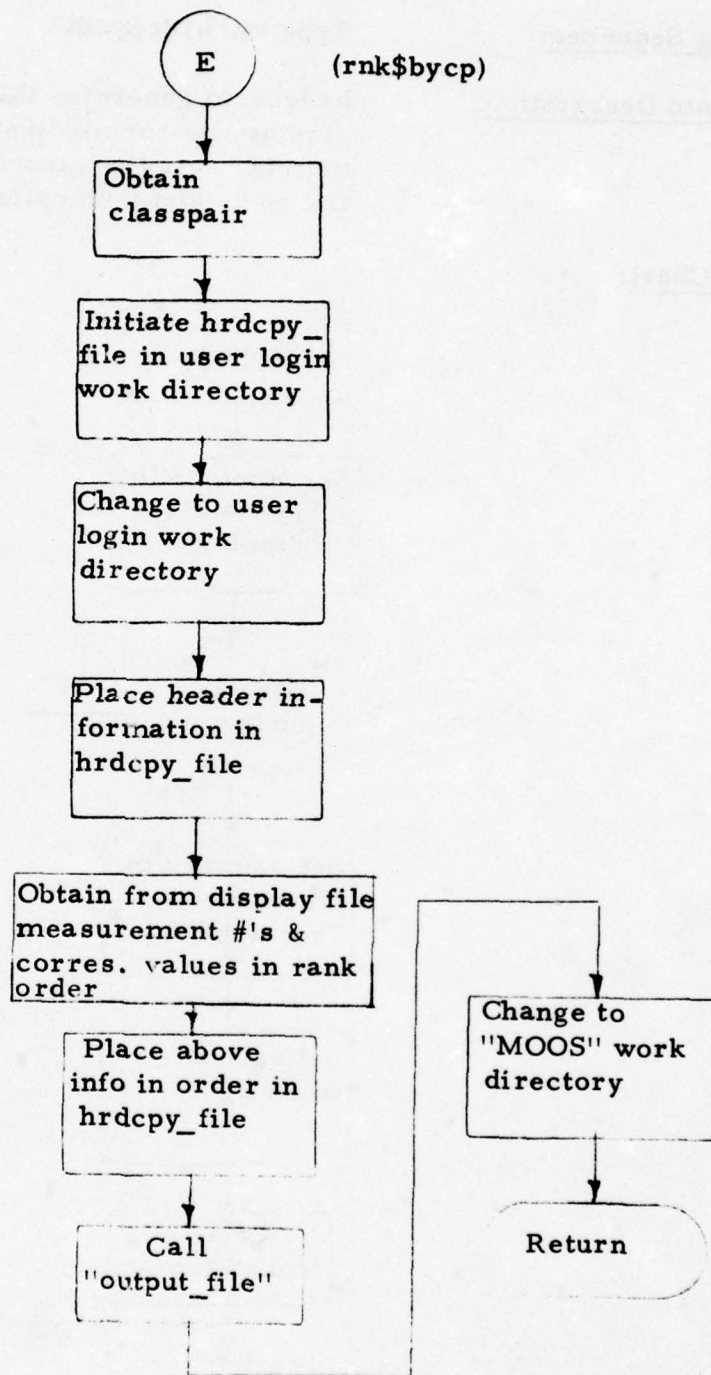 E
(rnk$bycp)
Obtain
classpair
Initiate hrdcpy_
file in user login
work directory
Change to user
login work
directory
Place header in-
formation in
hrdcpy_file
Obtain from display file
measurement #'s &
corres. values in rank
order
Place above
info in order in
hrdcpy_file
Call
"output_file"
Change to
"MOOS" work
directory
Return